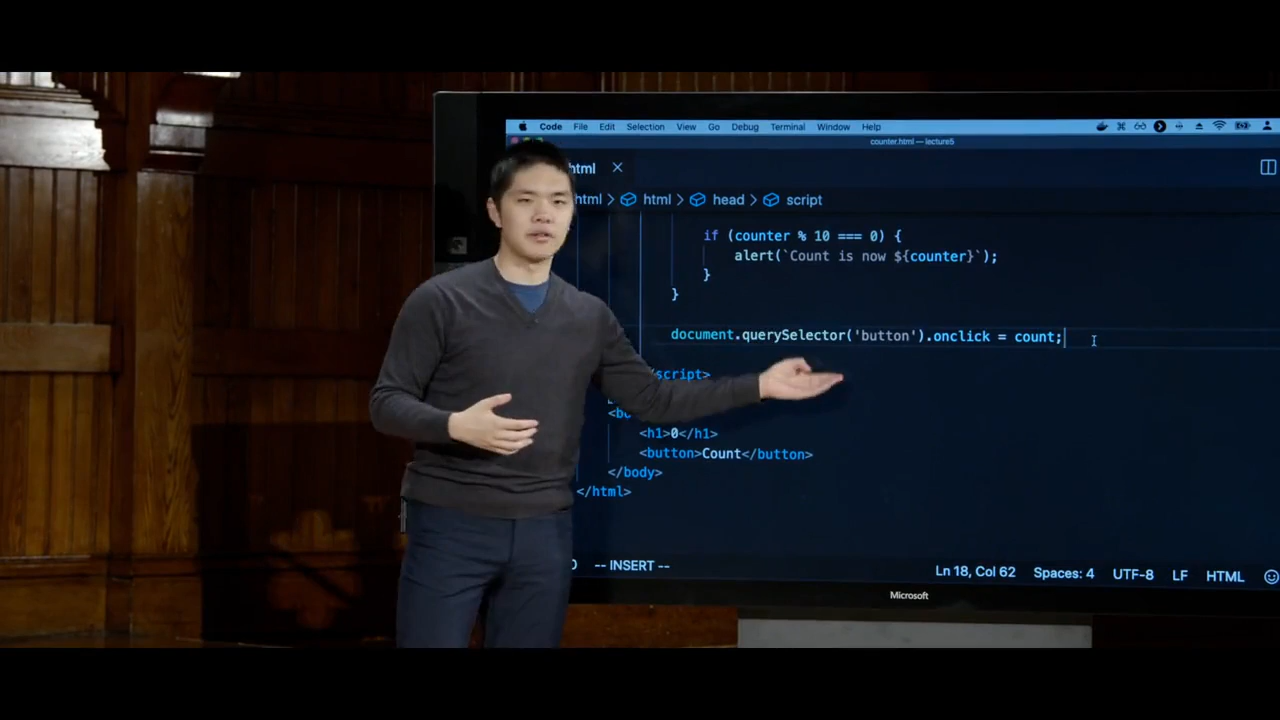 Code File Edit Selection View Go Debug Terminal Window Help
counter.html — lecture5
html
html > html > head > script
if (counter % 10 === 0) {
alert(`Count is now ${counter}`);
}
}
document.querySelector('button').onclick = count;
script>
<bo
<h1>0</h1>
<button>Count</button>
</body>
</html>
-- INSERT -- Ln 18, Col 62 Spaces: 4 UTF-8 LF HTML
Microsoft